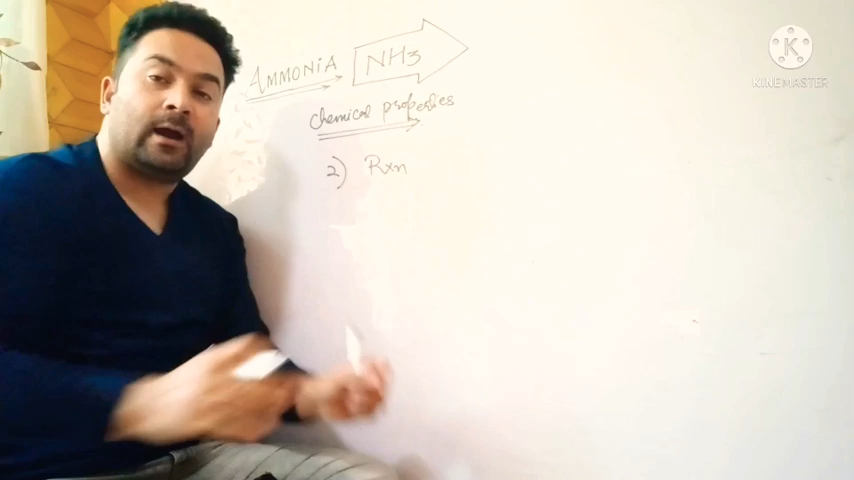 AMMONIA NH3
chemical properties
2) Rxn
K
KINEMASTER